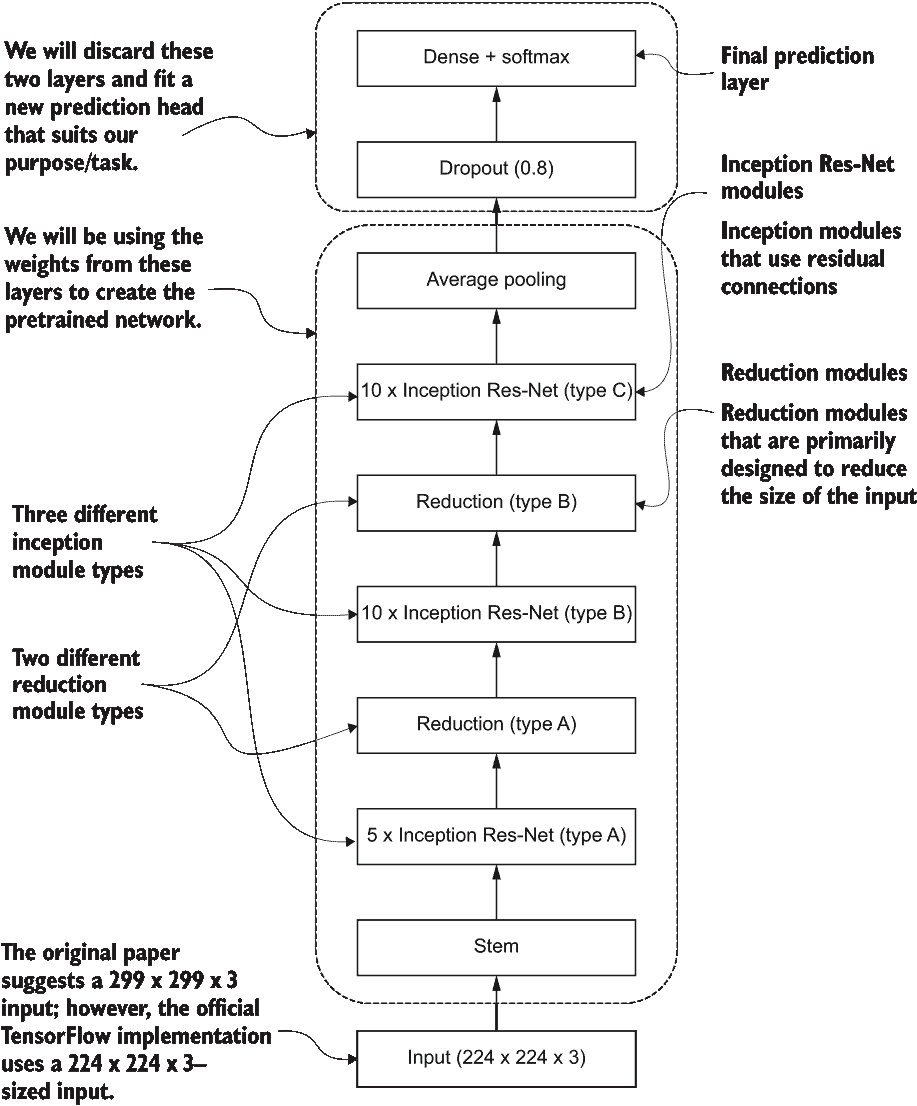 We will discard these
two layers and fit a
new prediction head
that suits our
purpose/task.
Dense + softmax
Final prediction
layer
Dropout (0.8)
We will be using the
weights from these
layers to create the
pretrained network.
Average pooling
Inception Res-Net
modules
Inception modules
that use residual
connections
10 x Inception Res-Net (type C)
Reduction modules
Reduction modules
that are primarily
designed to reduce
the size of the input
Reduction (type B)
Three different
inception
module types
10 x Inception Res-Net (type B)
Two different
reduction
module types
Reduction (type A)
5 x Inception Res-Net (type A)
Stem
The original paper
suggests a 299 x 299 x 3
input; however, the official
TensorFlow implementation
uses a 224 x 224 x 3–
sized input.
Input (224 x 224 x 3)